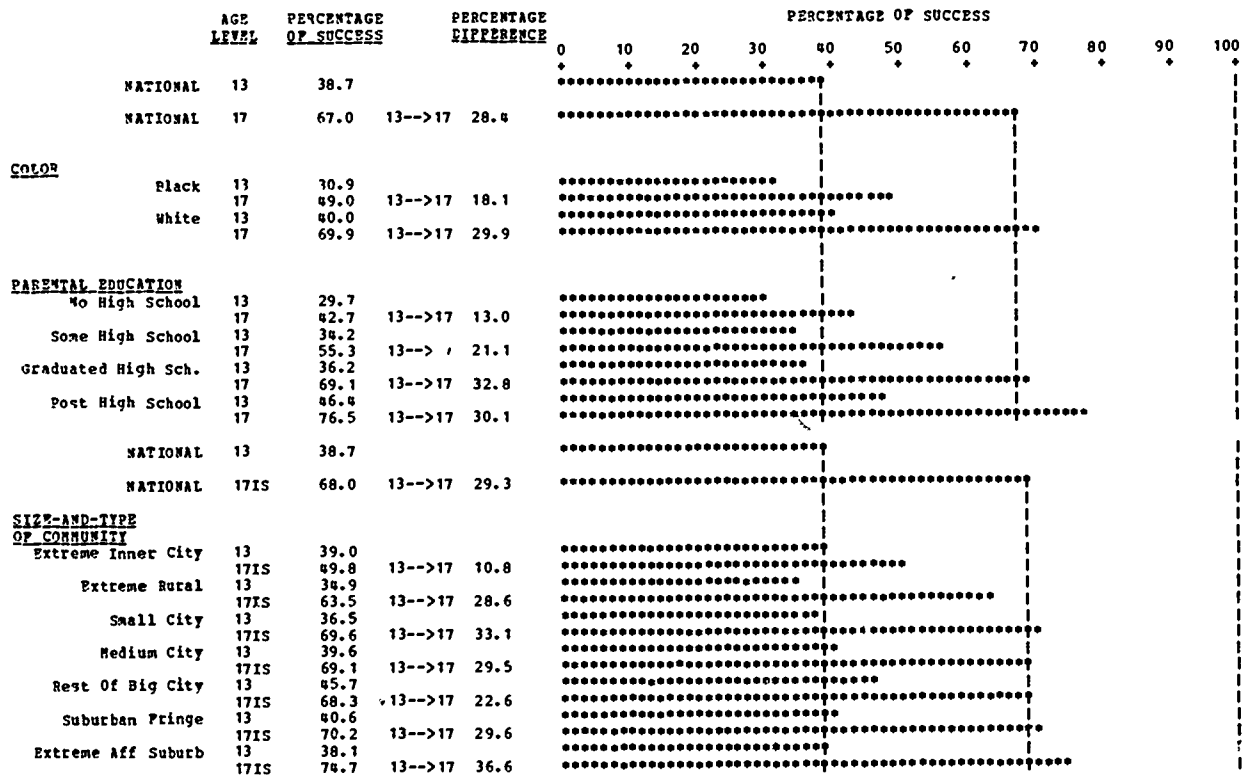 AGE PERCENTAGE PERCENTAGE PERCENTAGE OF SUCCESS
LEVEL OF SUCCESS DIFFERENCE
0 10 20 30 40 50 60 70 80 90 100
NATIONAL 13 38.7
NATIONAL 17 67.0 13-->17 28.4
COLOR
Black 13 30.9
17 49.0 13-->17 18.1
White 13 40.0
17 69.9 13-->17 29.9
PARENTAL EDUCATION
No High School 13 29.7
17 42.7 13-->17 13.0
Some High School 13 34.2
17 55.3 13--> 21.1
Graduated High Sch. 13 36.2
17 69.1 13-->17 32.8
Post High School 13 46.4
17 76.5 13-->17 30.1
NATIONAL 13 38.7
NATIONAL 17IS 68.0 13-->17 29.3
SIZE-AND-TYPE
OF COMMUNITY
Extreme Inner City 13 39.0
17IS 49.8 13-->17 10.8
Extreme Rural 13 34.9
17IS 63.5 13-->17 28.6
Small City 13 36.5
17IS 69.6 13-->17 33.1
Medium City 13 39.6
17IS 69.1 13-->17 29.5
Rest Of Big City 13 45.7
17IS 68.3 13-->17 22.6
Suburban Fringe 13 40.6
17IS 70.2 13-->17 29.6
Extreme Aff Suburb 13 38.1
17IS 74.7 13-->17 36.6